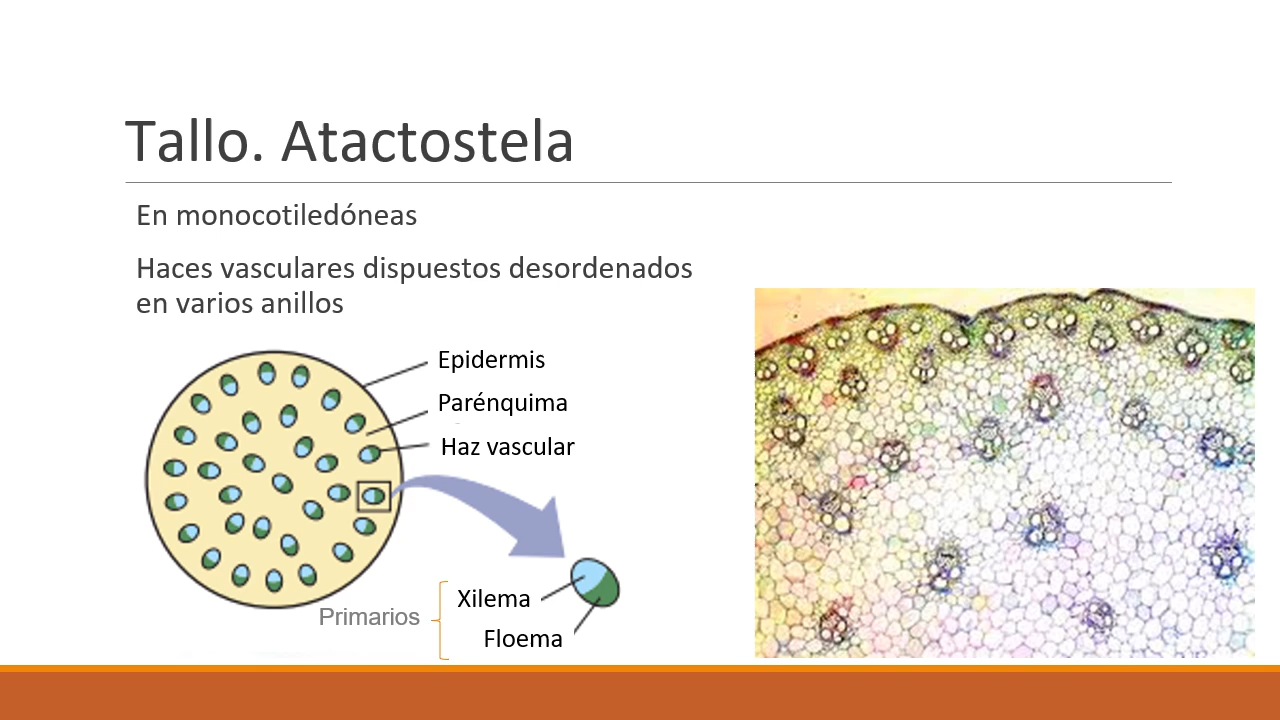 Tallo. Atactostela
En monocotiledóneas
Haces vasculares dispuestos desordenados
en varios anillos
Epidermis
Parénquima
Haz vascular
Xilema
Primarios
Floema